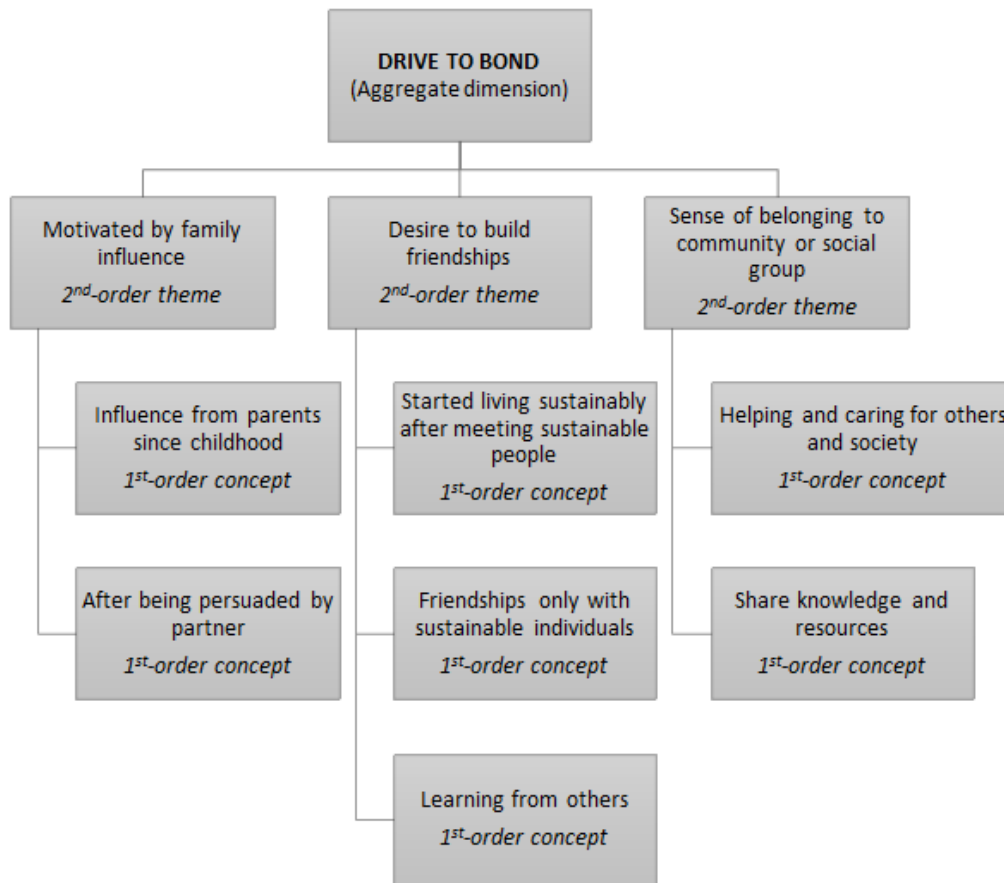 DRIVE TO BOND
(Aggregate dimension)
Motivated by family
influence
2nd-order theme
Desire to build
friendships
2nd-order theme
Sense of belonging to
community or social
group
2nd-order theme
Influence from parents
since childhood
1st-order concept
Started living sustainably
after meeting sustainable
people
1st-order concept
Helping and caring for others
and society
1st-order concept
After being persuaded by
partner
1st-order concept
Friendships only with
sustainable individuals
1st-order concept
Share knowledge and
resources
1st-order concept
Learning from others
1st-order concept